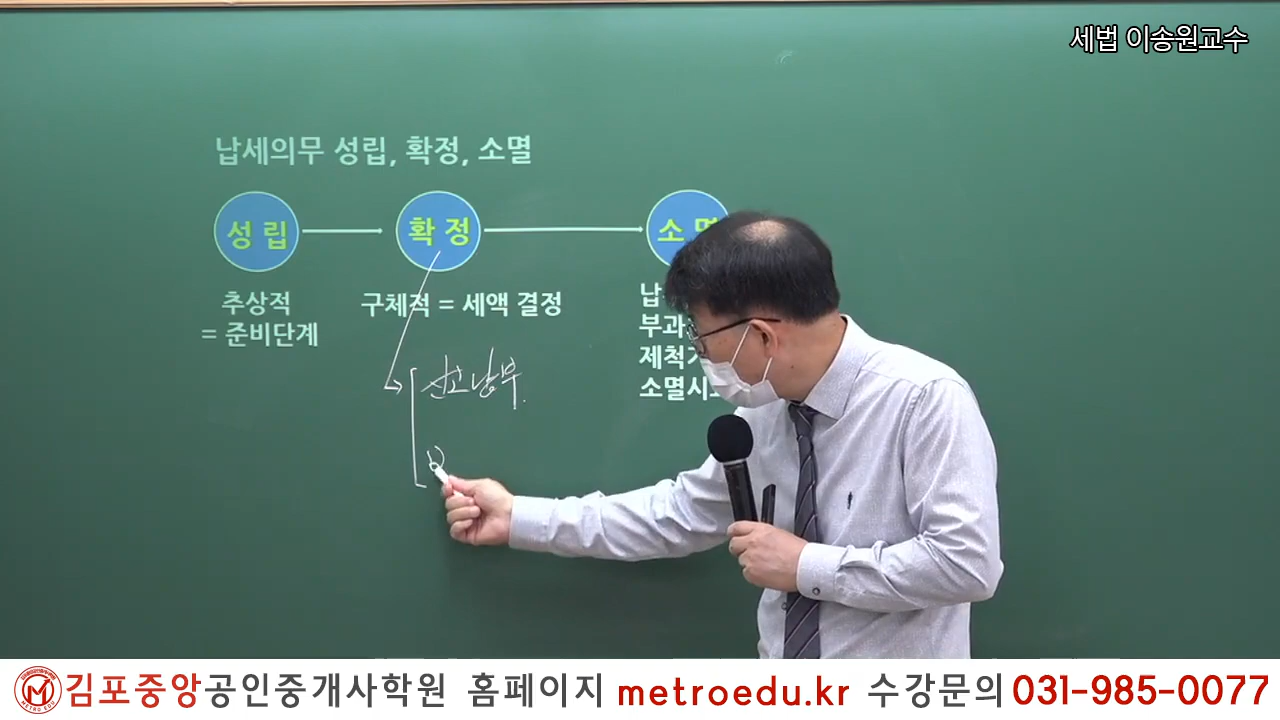 세법 이송원교수
납세의무 성립, 확정, 소멸
성 립
확 정
소
추상적
= 준비단계
구체적 = 세액 결정
납
부과
제척
소멸시
신고납부.
김포중앙공인중개사학원 홈페이지 metroedu.kr 수강문의 031-985-0077
METRO EDU